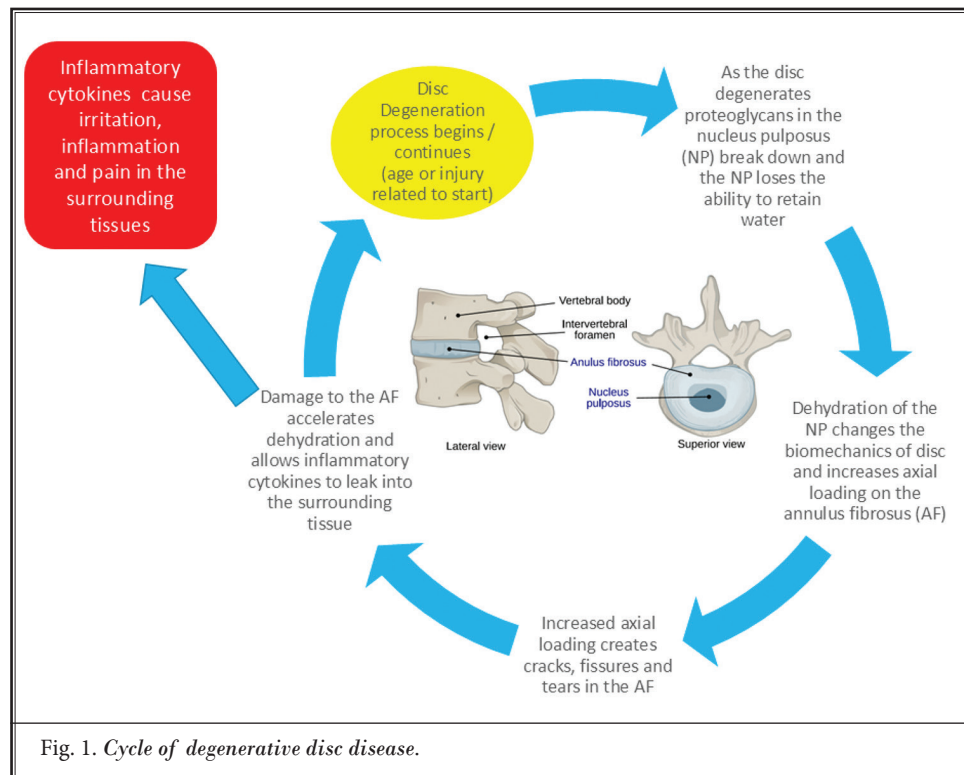 Inflammatory
cytokines cause
irritation,
inflammation
and pain in the
surrounding
tissues
Disc
Degeneration
process begins /
continues
(age or injury
related to start)
As the disc
degenerates
proteoglycans in the
nucleus pulposus
(NP) break down and
the NP loses the
ability to retain
water
Vertebral body
Intervertebral
foramen
Anulus fibrosus
Nucleus
pulposus
Lateral view
Superior view
Dehydration of the
NP changes the
biomechanics of disc
and increases axial
loading on the
annulus fibrosus (AF)
Increased axial
loading creates
cracks, fissures and
tears in the AF
Damage to the AF
accelerates
dehydration and
allows inflammatory
cytokines to leak into
the surrounding
tissue
Fig. 1. Cycle of degenerative disc disease.